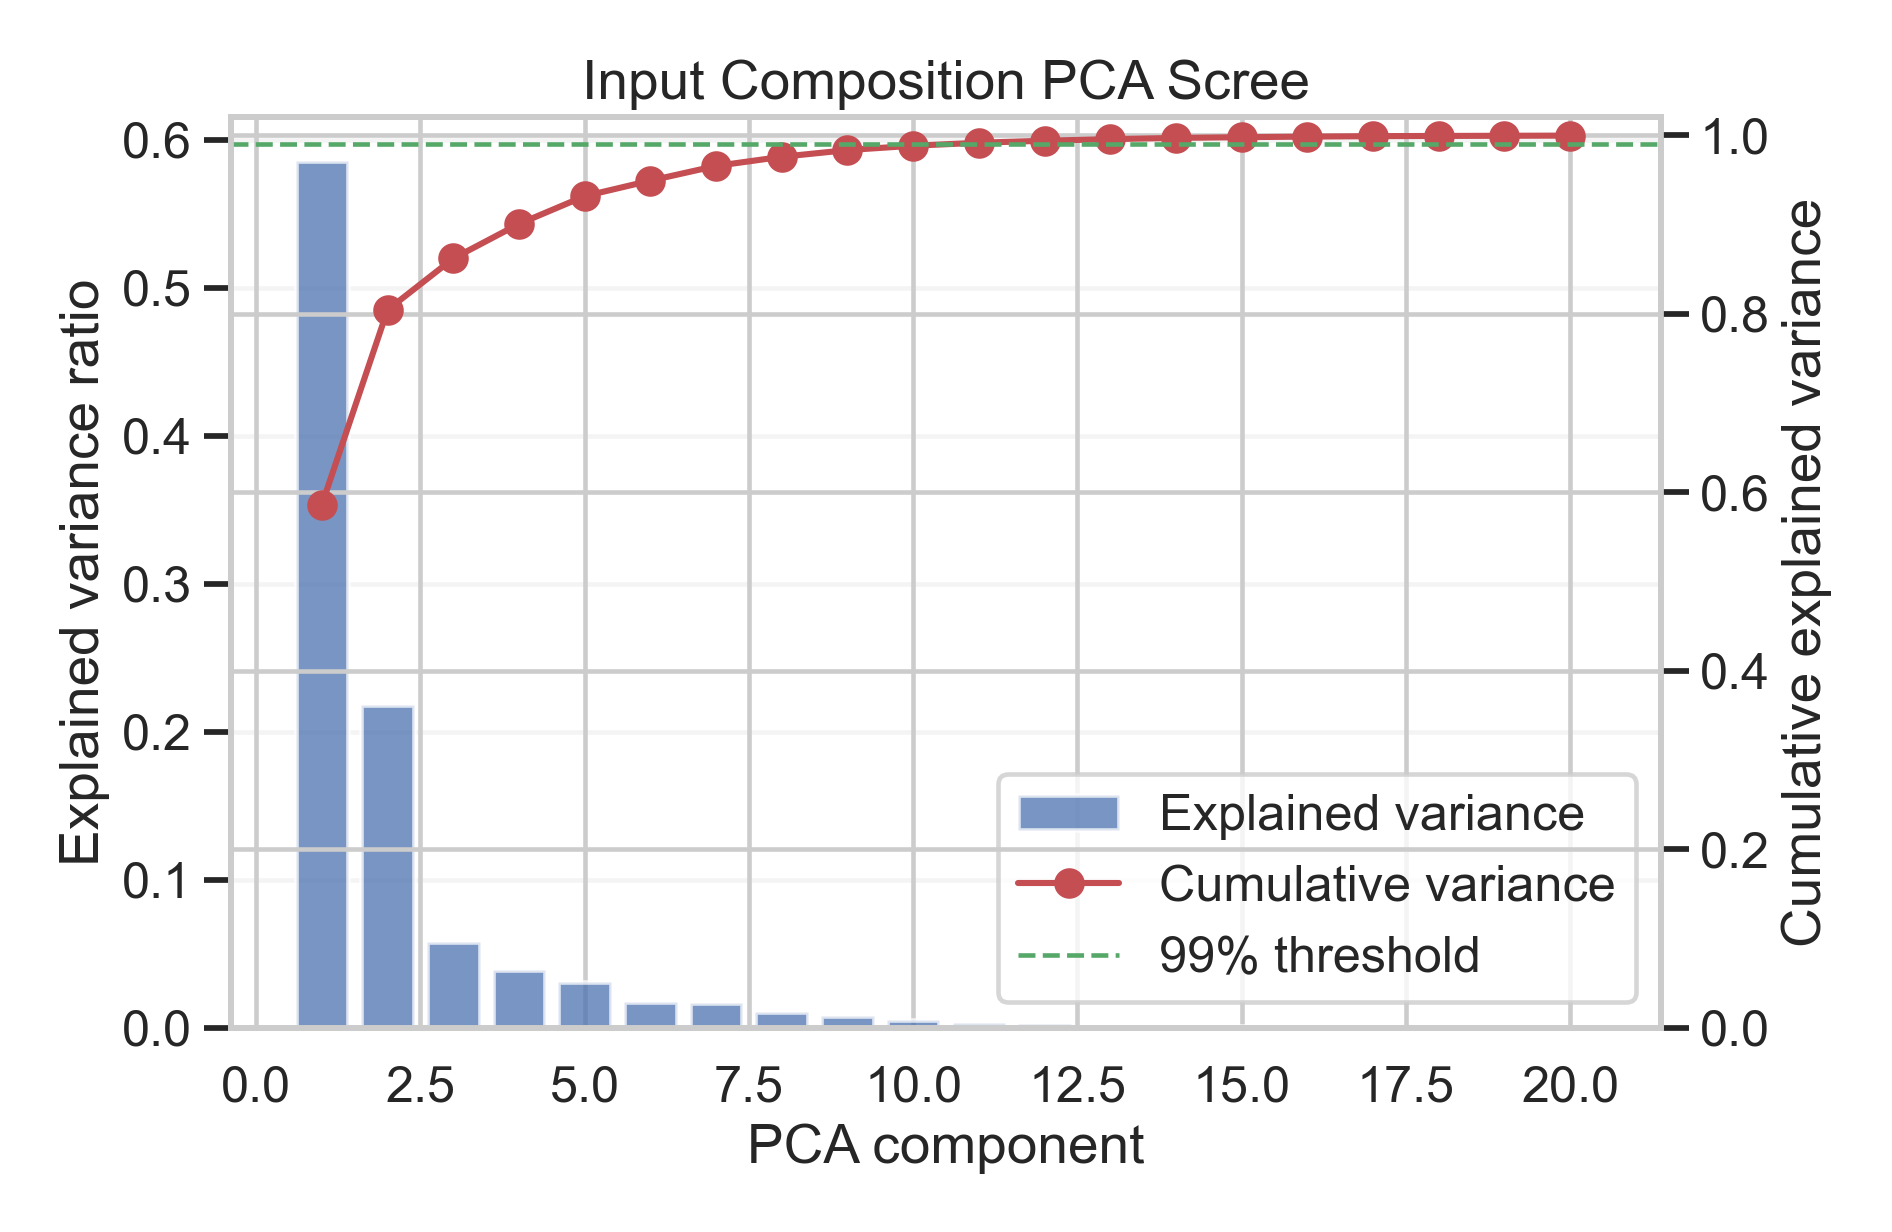 Input Composition PCA Scree
0.6
0.5
0.4
0.3
0.2
0.1
0.0
Explained variance ratio
1.0
0.8
0.6
0.4
0.2
0.0
Cumulative explained variance
Explained variance
Cumulative variance
99% threshold
0.0 2.5 5.0 7.5 10.0 12.5 15.0 17.5 20.0
PCA component